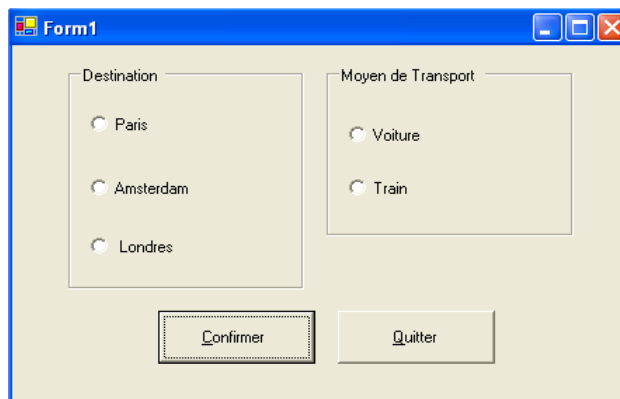 Form1
Destination
Paris
Amsterdam
Londres
Moyen de Transport
Voiture
Train
Confirmer
Quitter